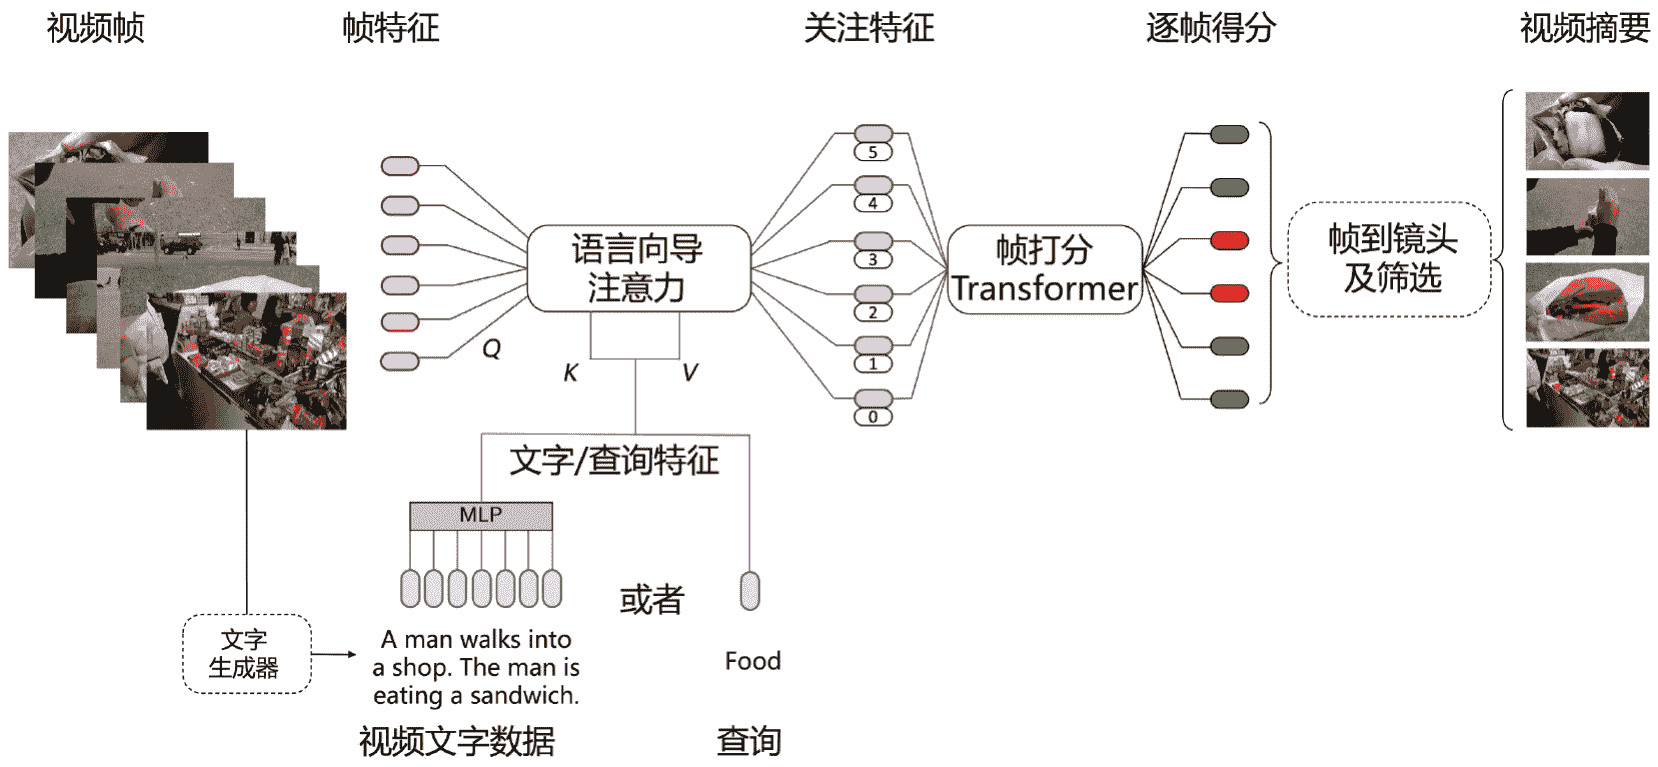 视频帧
帧特征
关注特征
逐帧得分
视频摘要
语言向导
注意力
Q
K
V
5
4
3
2
1
0
帧打分
Transformer
帧到镜头
及筛选
文字/查询特征
MLP
或者
文字
生成器
A man walks into
a shop. The man is
eating a sandwich.
Food
视频文字数据
查询